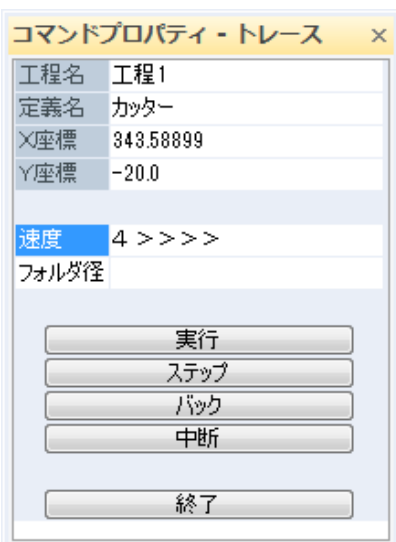 コマンドプロパティ - トレース ×
工程名 工程1
定義名 カッター
X座標 343.58899
Y座標 -20.0
速度 4 >>>>
フォルダ径
実行
ステップ
バック
中断
終了